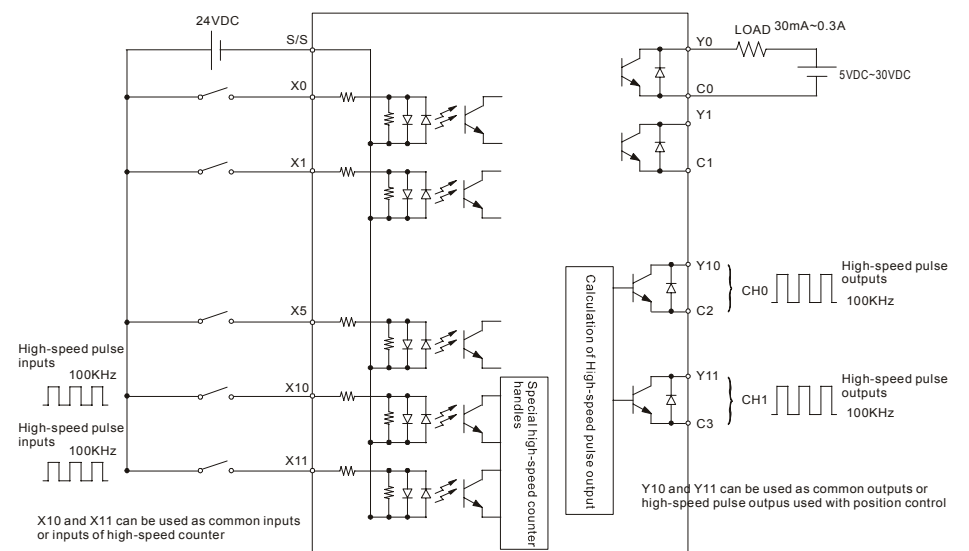 24VDC
S/S
X0
X1
X5
High-speed pulse
inputs
100KHz
X10
High-speed pulse
inputs
100KHz
X11
X10 and X11 can be used as common inputs
or inputs of high-speed counter
Special high-speed counter
handles
Calculation of High-speed pulse output
Y0
LOAD 30mA~0.3A
5VDC~30VDC
C0
Y1
C1
Y10
C2
CH0
High-speed pulse
outputs
100KHz
Y11
C3
CH1
High-speed pulse
outputs
100KHz
Y10 and Y11 can be used as common outputs or
high-speed pulse outpus used with position control